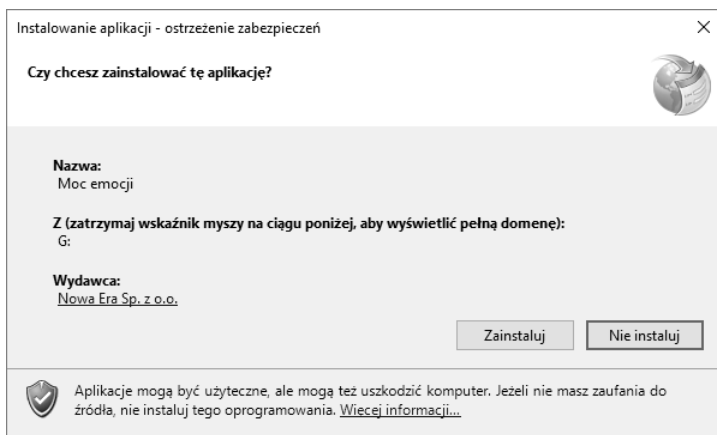 Instalowanie aplikacji - ostrzeżenie zabezpieczeń
Czy chcesz zainstalować tę aplikację?
Nazwa:
Moc emocji
Z (zatrzymaj wskaźnik myszy na ciągu poniżej, aby wyświetlić pełną domenę):
G:
Wydawca:
Nowa Era Sp. z o.o.
Zainstaluj
Nie instaluj
Aplikacje mogą być użyteczne, ale mogą też uszkodzić komputer. Jeżeli nie masz zaufania do
źródła, nie instaluj tego oprogramowania. Więcej informacji...